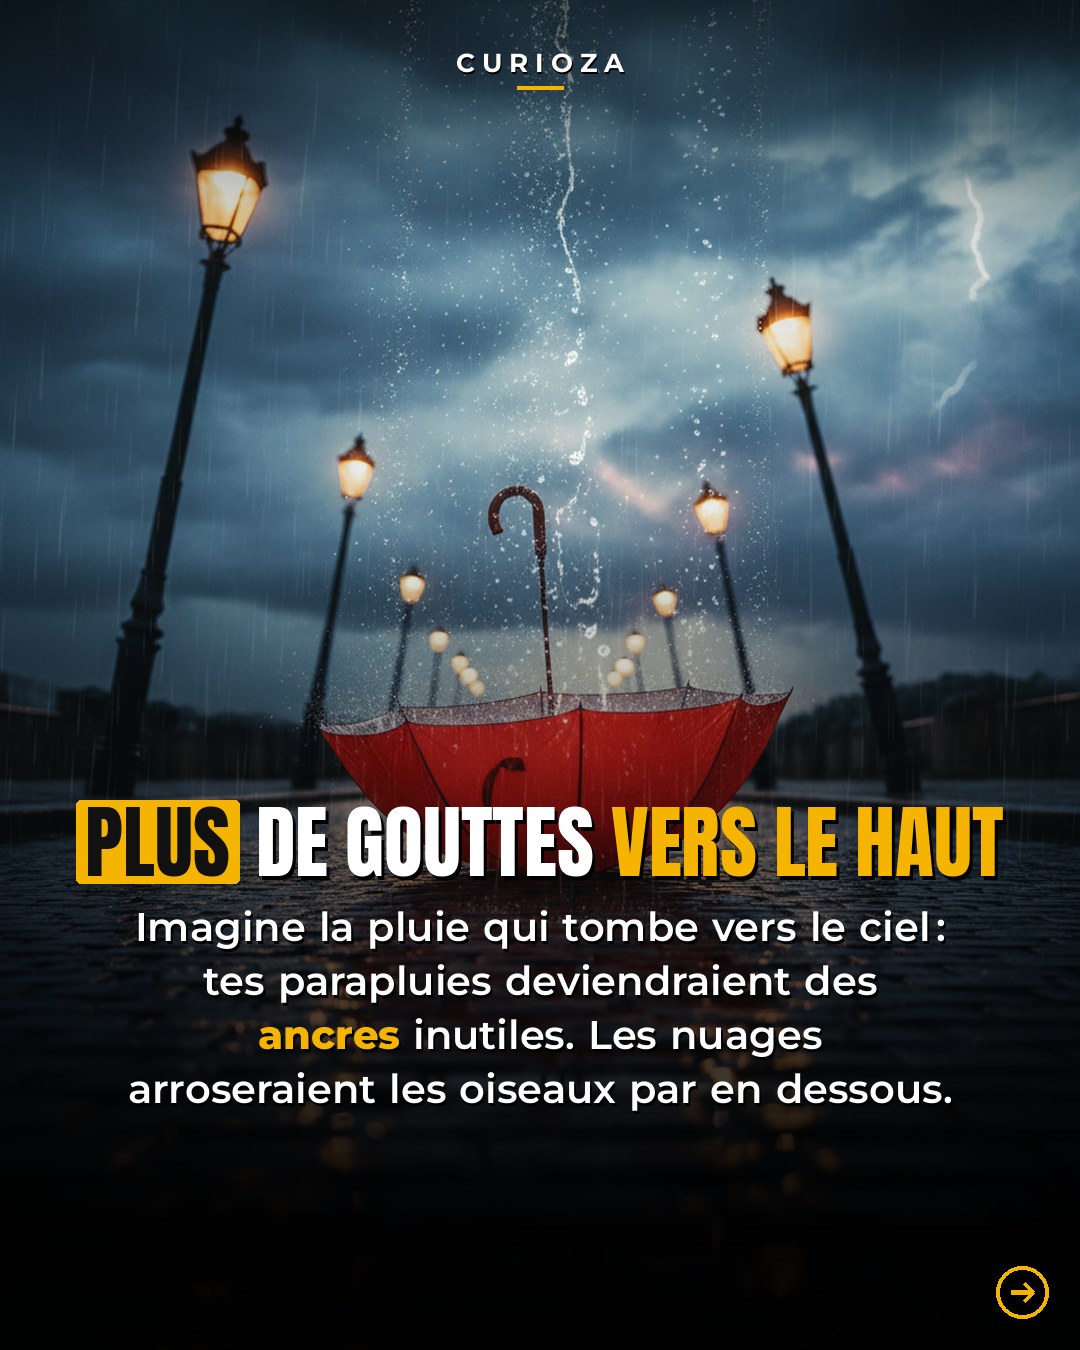 CURIOZA
PLUS DE GOUTTES VERS LE HAUT
Imagine la pluie qui tombe vers le ciel :
tes parapluies deviendraient des
ancres inutiles. Les nuages
arroseraient les oiseaux par en dessous.